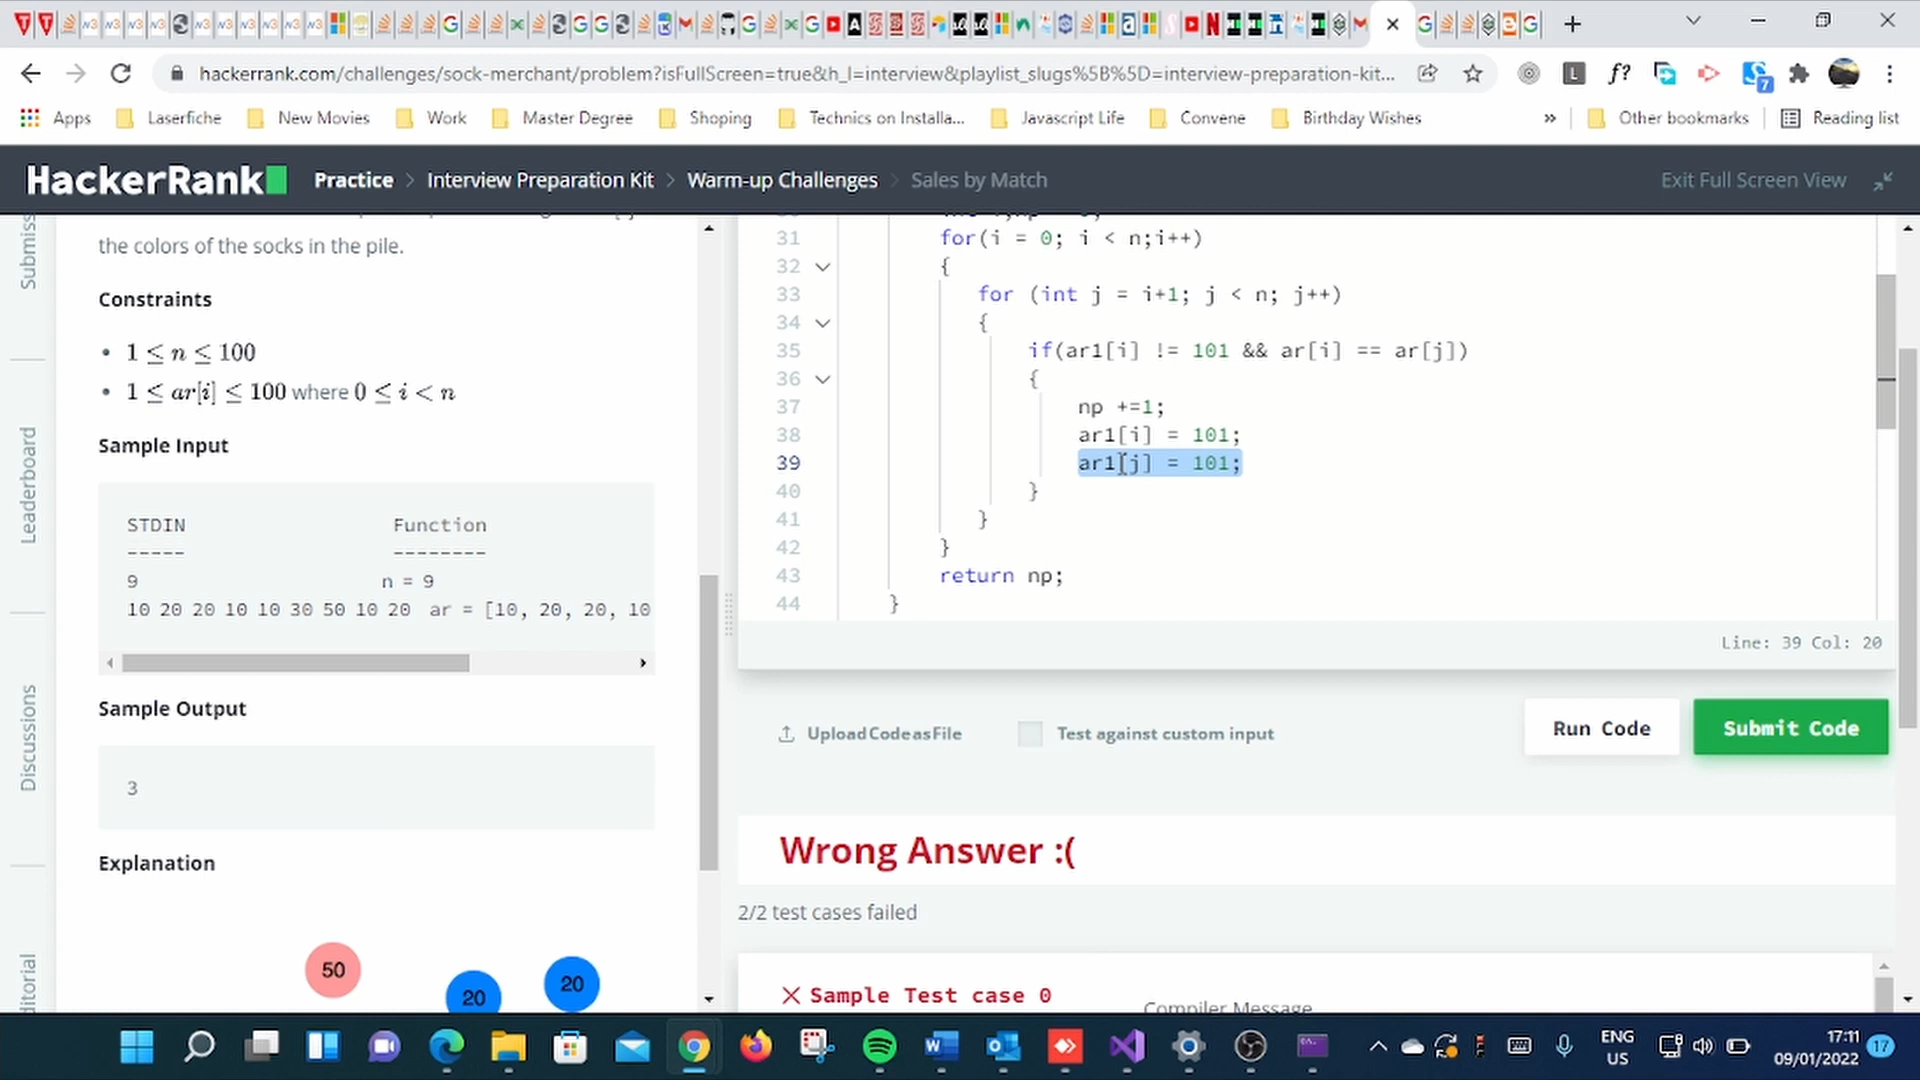 hackerrank.com/challenges/sock-merchant/problem?isFullScreen=true&h_l=interview&playlist_slugs%5B%5D=interview-preparation-kit...
Apps
Laserfiche
New Movies
Work
Master Degree
Shoping
Technics on Installa...
Javascript Life
Convene
Birthday Wishes
»
Other bookmarks
Reading list
HackerRank
Practice > Interview Preparation Kit > Warm-up Challenges > Sales by Match
Exit Full Screen View
Submiss
Leaderboard
Discussions
itorial
the colors of the socks in the pile.
Constraints
• 1 ≤ n ≤ 100
• 1 ≤ ar[i] ≤ 100 where 0 ≤ i < n
Sample Input
STDIN Function
----- --------
9 n = 9
10 20 20 10 10 30 50 10 20 ar = [10, 20, 20, 10
Sample Output
3
Explanation
50
20
20
31 for(i = 0; i < n;i++)
32 {
33 for (int j = i+1; j < n; j++)
34 {
35 if(ar1[i] != 101 && ar[i] == ar[j])
36 {
37 np +=1;
38 ar1[i] = 101;
39 ar1[j] = 101;
40 }
41 }
42 }
43 return np;
44 }
Line: 39 Col: 20
Upload Code as File
Test against custom input
Run Code
Submit Code
Wrong Answer :(
2/2 test cases failed
Sample Test case 0
Compiler Message
ENG
US
17:11
09/01/2022
17